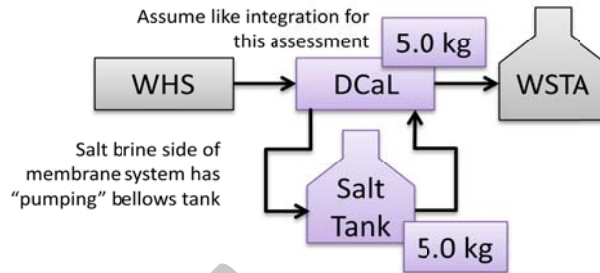 Assume like integration for
this assessment
5.0 kg
WHS
DCaL
WSTA
Salt brine side of
membrane system has
"pumping" bellows tank
Salt
Tank
5.0 kg